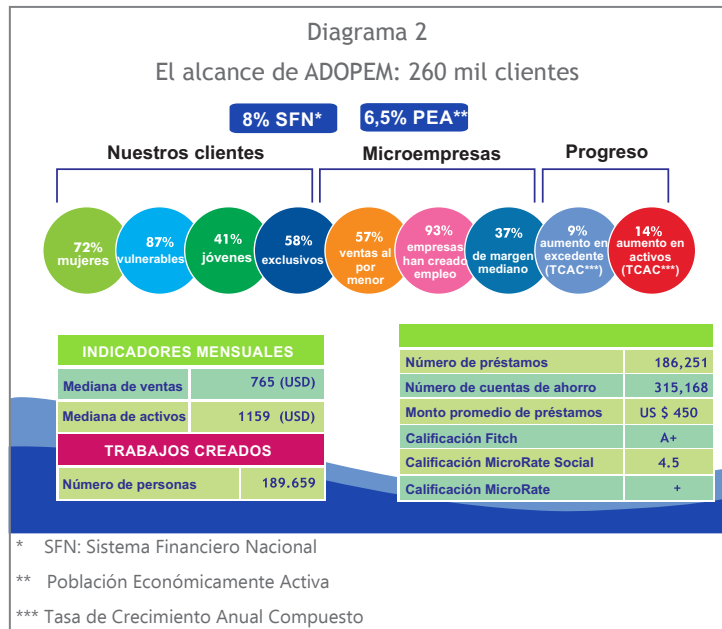 Diagrama 2
El alcance de ADOPEM: 260 mil clientes
8% SFN*
6,5% PEA**
Nuestros clientes
Microempresas
Progreso
72%
mujeres
87%
vulnerables
41%
jóvenes
58%
exclusivos
57%
ventas al
por
menor
93%
empresas
han creado
empleo
37%
de margen
mediano
9%
aumento en
excedente
(TCAC***)
14%
aumento en
activos
(TCAC***)
INDICADORES MENSUALES
Mediana de ventas 765 (USD)
Mediana de activos 1159 (USD)
TRABAJOS CREADOS
Número de personas 189.659
Número de préstamos 186,251
Número de cuentas de ahorro 315,168
Monto promedio de préstamos US $ 450
Calificación Fitch A+
Calificación MicroRate Social 4.5
Calificación MicroRate +
* SFN: Sistema Financiero Nacional
** Población Económicamente Activa
*** Tasa de Crecimiento Anual Compuesto